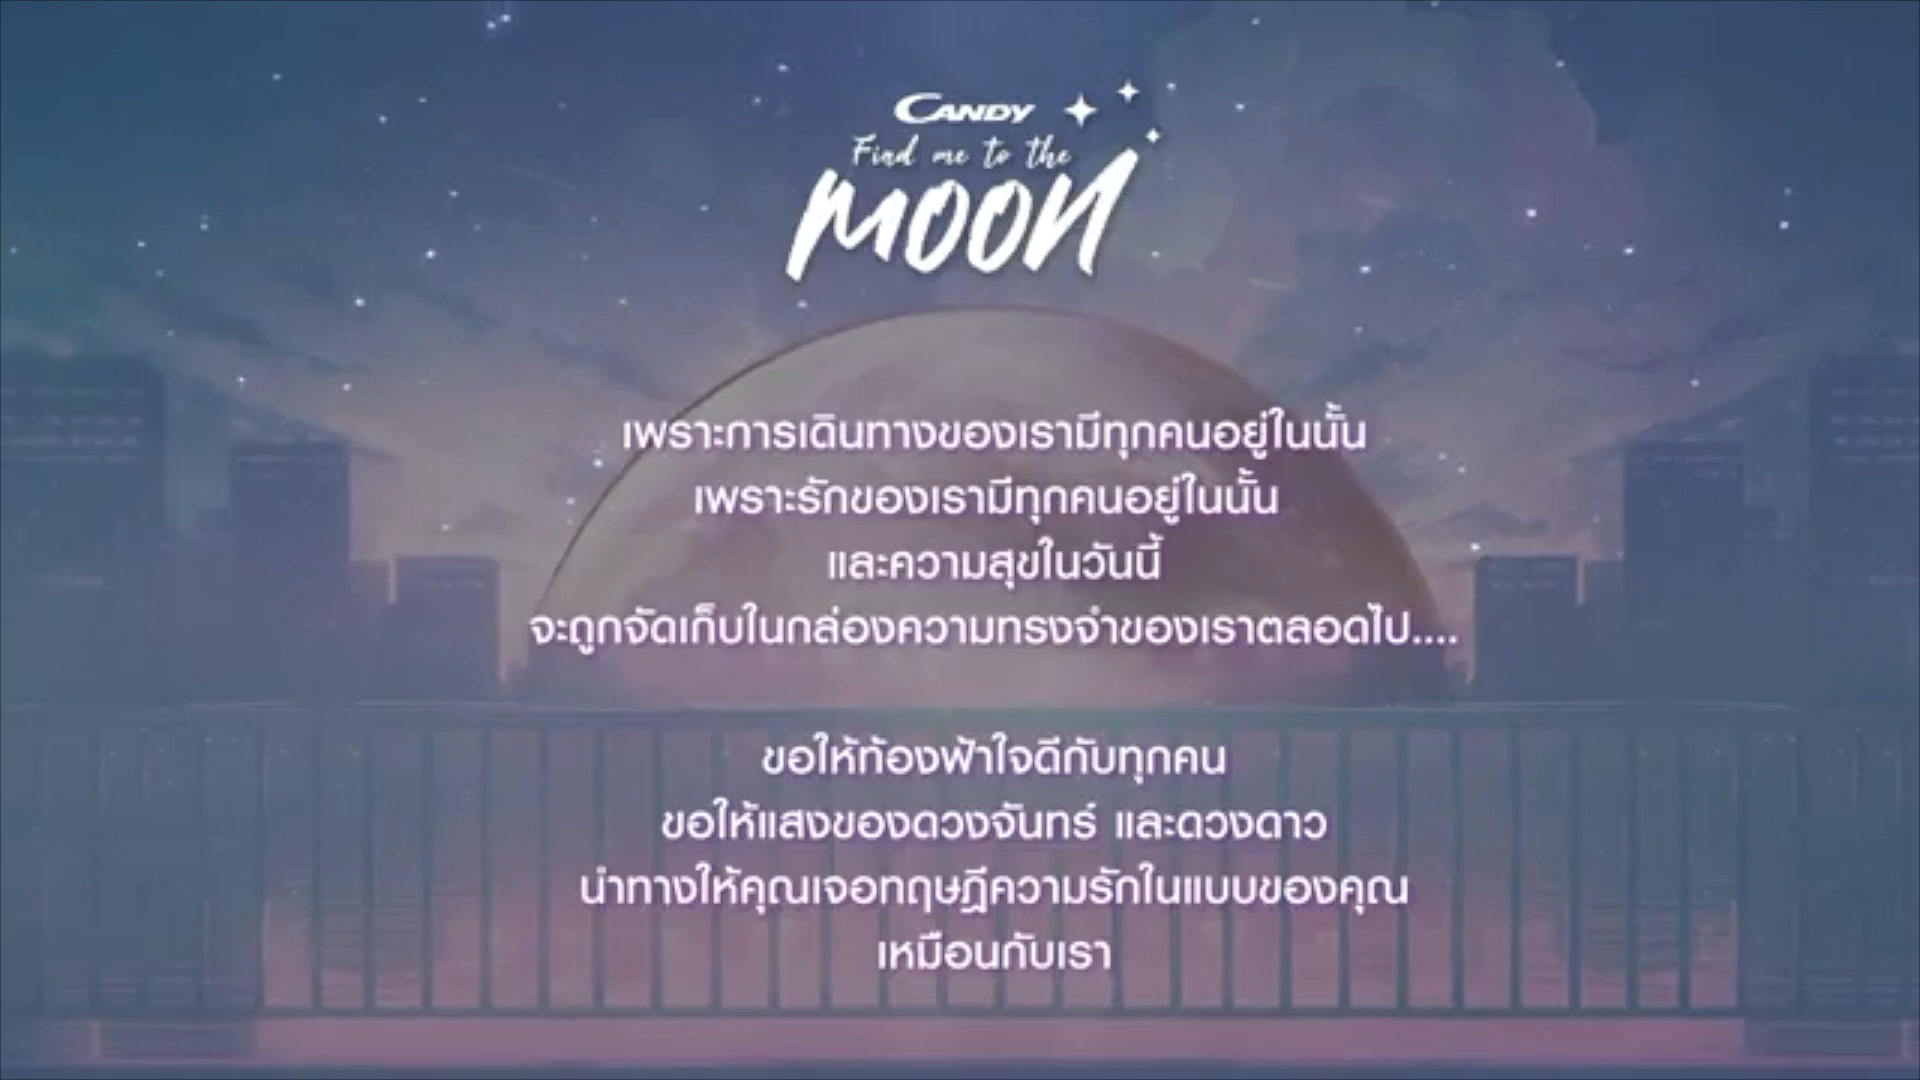 CANDY
Find me to the
moon
เพราะการเดินทางของเรามีทุกคนอยู่ในนั้น
เพราะรักของเรามีทุกคนอยู่ในนั้น
และความสุขในวันนี้
จะถูกจัดเก็บในกล่องความทรงจำของเราตลอดไป....
ขอให้ท้องฟ้าใจดีกับทุกคน
ขอให้แสงของดวงจันทร์ และดวงดาว
นำทางให้คุณเจอทฤษฎีความรักในแบบของคุณ
เหมือนกับเรา